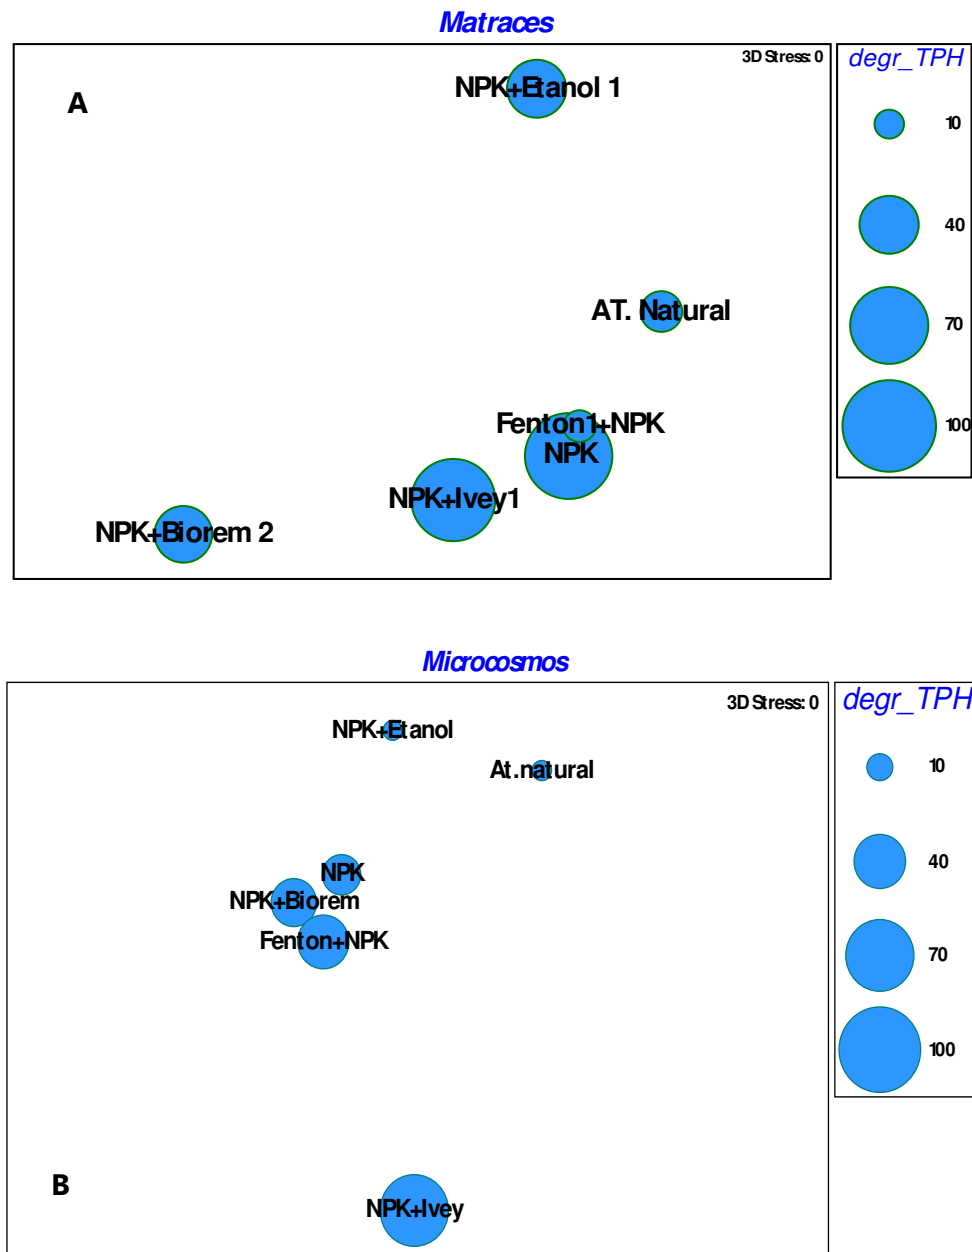 Matraces
3D Stress: 0
degr_TPH
A
NPK+Etanol 1
10
40
AT. Natural
70
Fenton1+NPK
100
NPK
NPK+Ivey1
NPK+Biorem 2
Microcosmos
3D Stress: 0
degr_TPH
NPK+Etanol
At.natural
10
40
NPK
NPK+Biorem
Fenton+NPK
70
100
B
NPK+Ivey